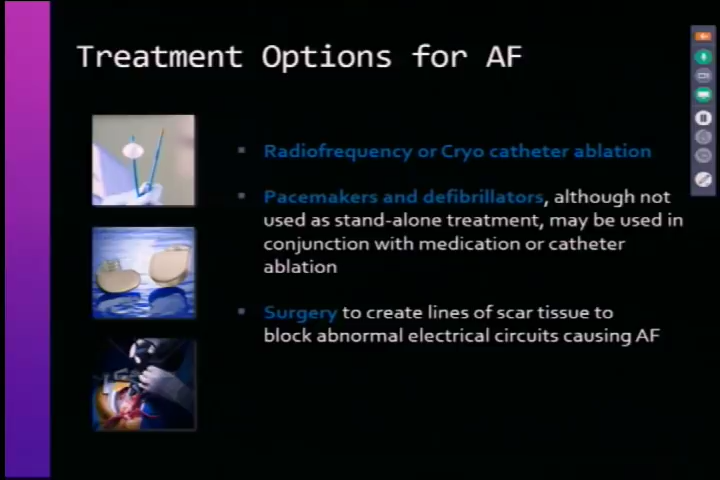 Treatment Options for AF
Radiofrequency or Cryo catheter ablation
Pacemakers and defibrillators, although not
used as stand-alone treatment, may be used in
conjunction with medication or catheter
ablation
Surgery to create lines of scar tissue to
block abnormal electrical circuits causing AF